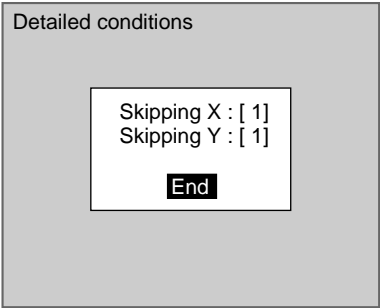 Detailed conditions
Skipping X : [ 1]
Skipping Y : [ 1]
End